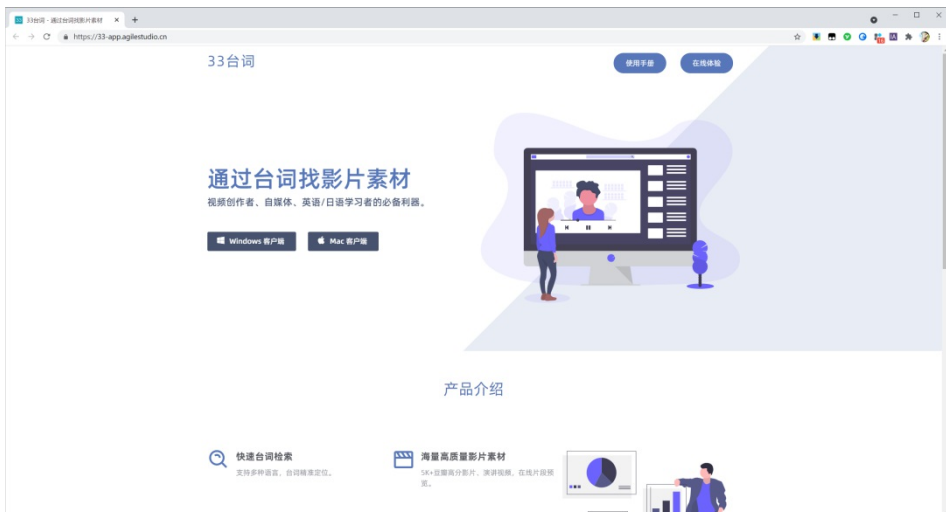 33台词 - 通过台词找影片素材
https://33-app.agilestudio.cn
33台词
使用手册
在线体验
通过台词找影片素材
视频创作者、自媒体、英语/日语学习者的必备利器。
Windows 客户端
Mac 客户端
产品介绍
快速台词检索
支持多种语言，台词精准定位。
海量高质量影片素材
5K+豆瓣高分影片、演讲视频，在线片段预
览。